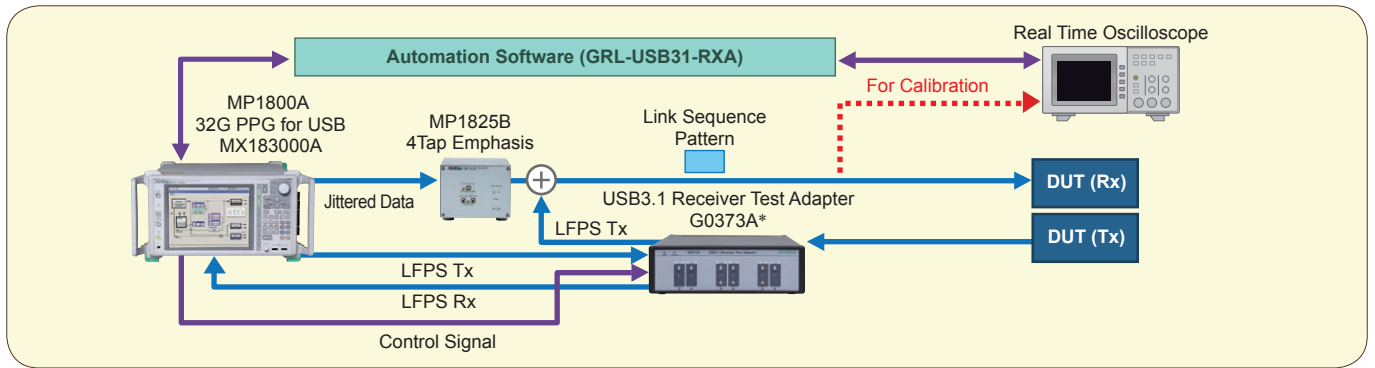 Real Time Oscilloscope
Automation Software (GRL-USB31-RXA)
For Calibration
MP1800A
32G PPG for USB
MX183000A
MP1825B
4Tap Emphasis
Link Sequence
Pattern
Jittered Data
DUT (Rx)
USB3.1 Receiver Test Adapter
G0373A*
LFPS Tx
DUT (Tx)
LFPS Tx
LFPS Rx
Control Signal